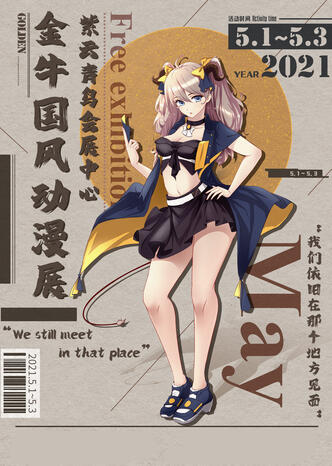 GOLDEN
金牛国风动漫展
紫天青鸟会展中心
Free exhibition
活动时间 Activity time
5.1~5.3
YEAR 2021
5.1~5.3
May
:我们依旧在那个地方见面:
"We still meet
in that place"
2021.5.1~5.3